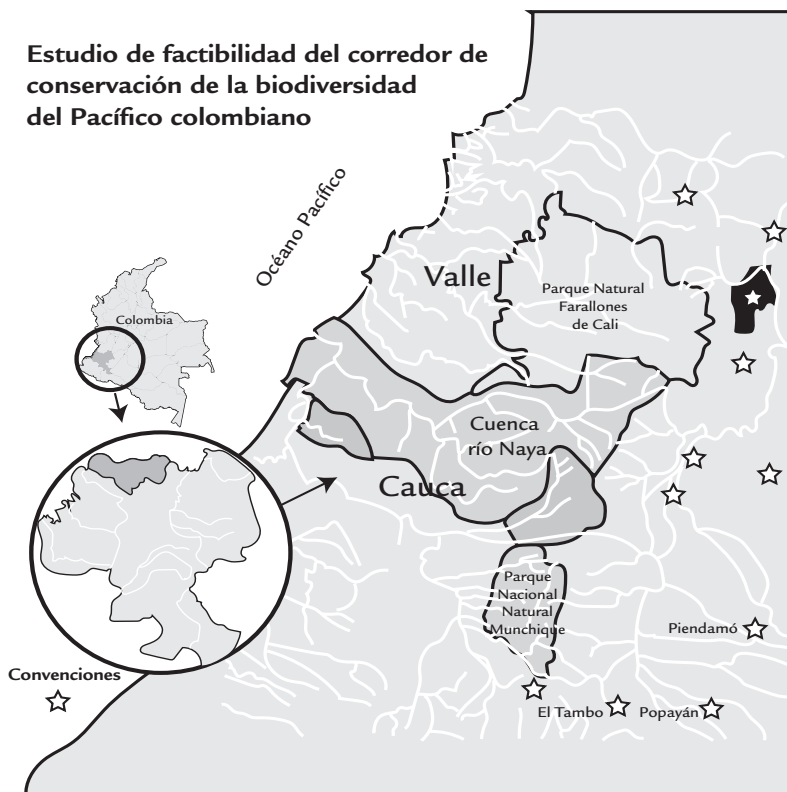 Estudio de factibilidad del corredor de
conservación de la biodiversidad
del Pacífico colombiano
Océano Pacífico
Colombia
Valle
Parque Natural
Farallones
de Cali
Cuenca
río Naya
Cauca
Parque
Nacional
Natural
Munchique
Piendamó
Convenciones
El Tambo
Popayán